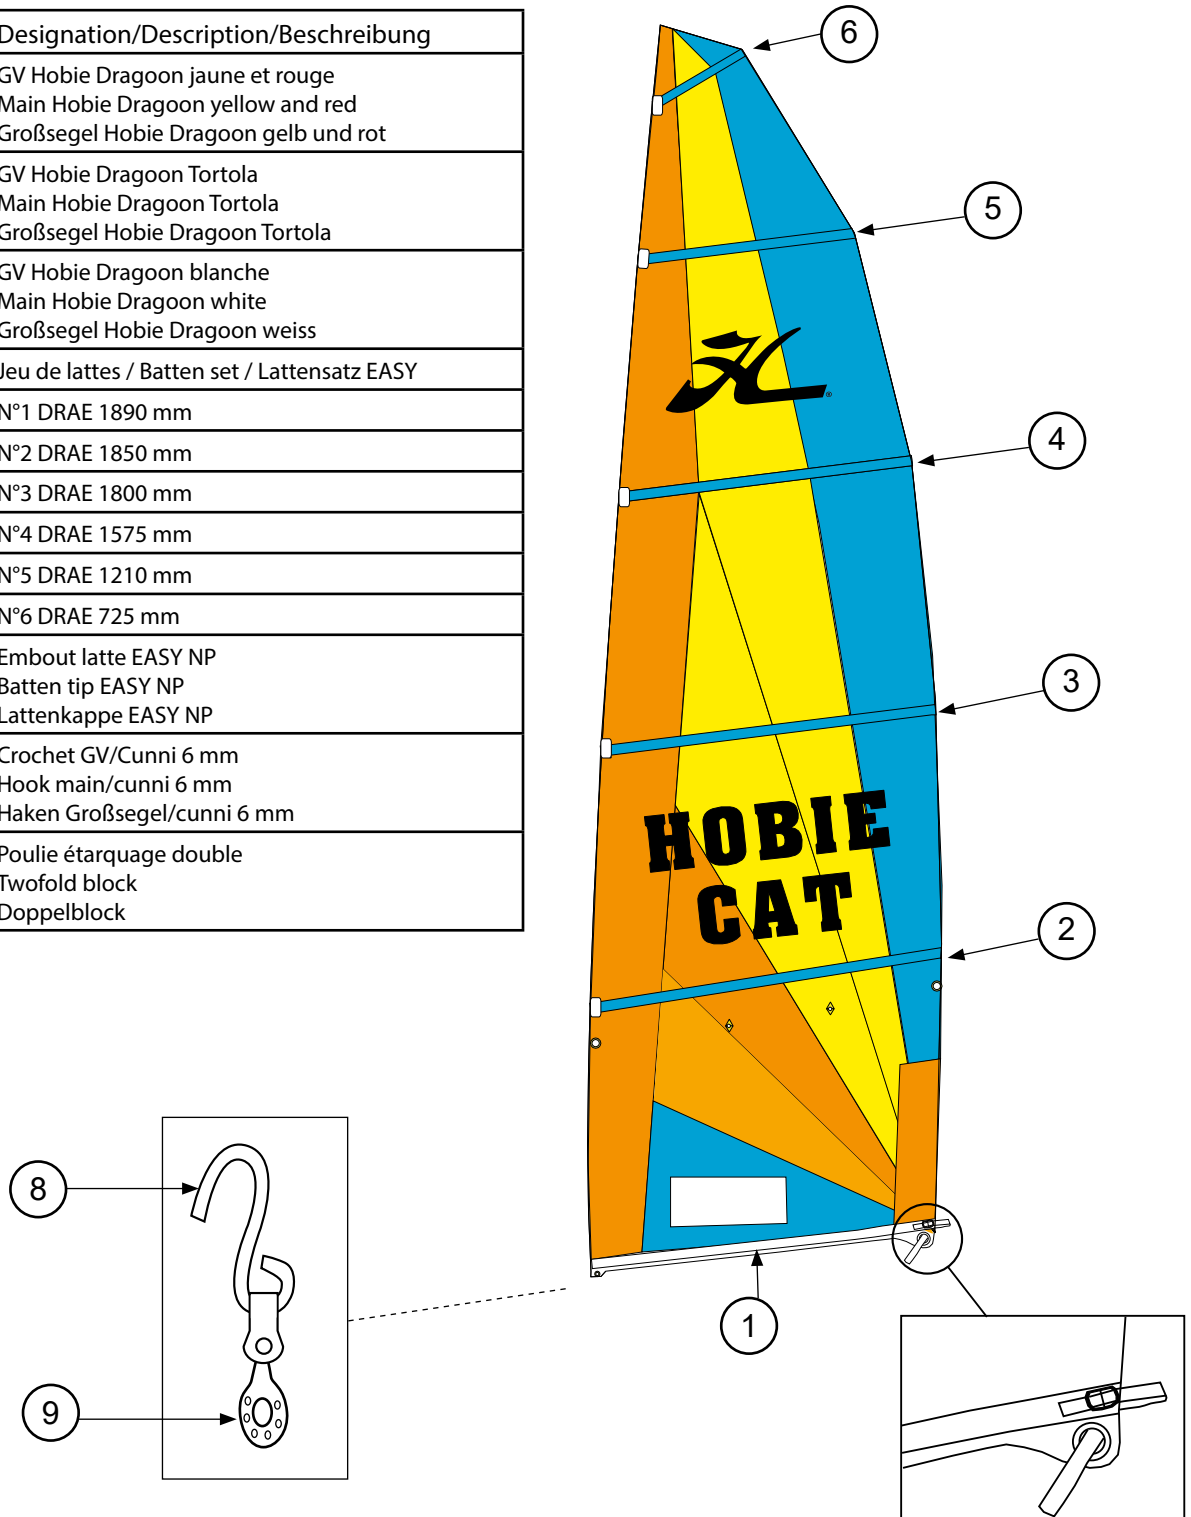 Designation/Description/Beschreibung
GV Hobie Dragoon jaune et rouge
Main Hobie Dragoon yellow and red
Großsegel Hobie Dragoon gelb und rot
GV Hobie Dragoon Tortola
Main Hobie Dragoon Tortola
Großsegel Hobie Dragoon Tortola
GV Hobie Dragoon blanche
Main Hobie Dragoon white
Großsegel Hobie Dragoon weiss
Jeu de lattes / Batten set / Lattensatz EASY
N°1 DRAE 1890 mm
N°2 DRAE 1850 mm
N°3 DRAE 1800 mm
N°4 DRAE 1575 mm
N°5 DRAE 1210 mm
N°6 DRAE 725 mm
Embout latte EASY NP
Batten tip EASY NP
Lattenkappe EASY NP
Crochet GV/Cunni 6 mm
Hook main/cunni 6 mm
Haken Großsegel/cunni 6 mm
Poulie étarquage double
Twofold block
Doppelblock
6
5
®
4
3
HOBIE
CAT
2
1
8
9